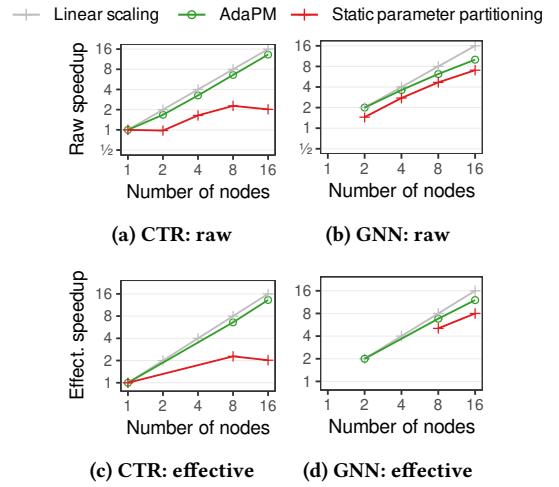 Linear scaling AdaPM Static parameter partitioning
Raw speedup
16
8
4
2
1
½
1 2 4 8 16
Number of nodes
(a) CTR: raw
16
8
4
2
1
½
1 2 4 8 16
Number of nodes
(b) GNN: raw
Effect. speedup
16
8
4
2
1
1 2 4 8 16
Number of nodes
(c) CTR: effective
16
8
4
2
1
1 2 4 8 16
Number of nodes
(d) GNN: effective